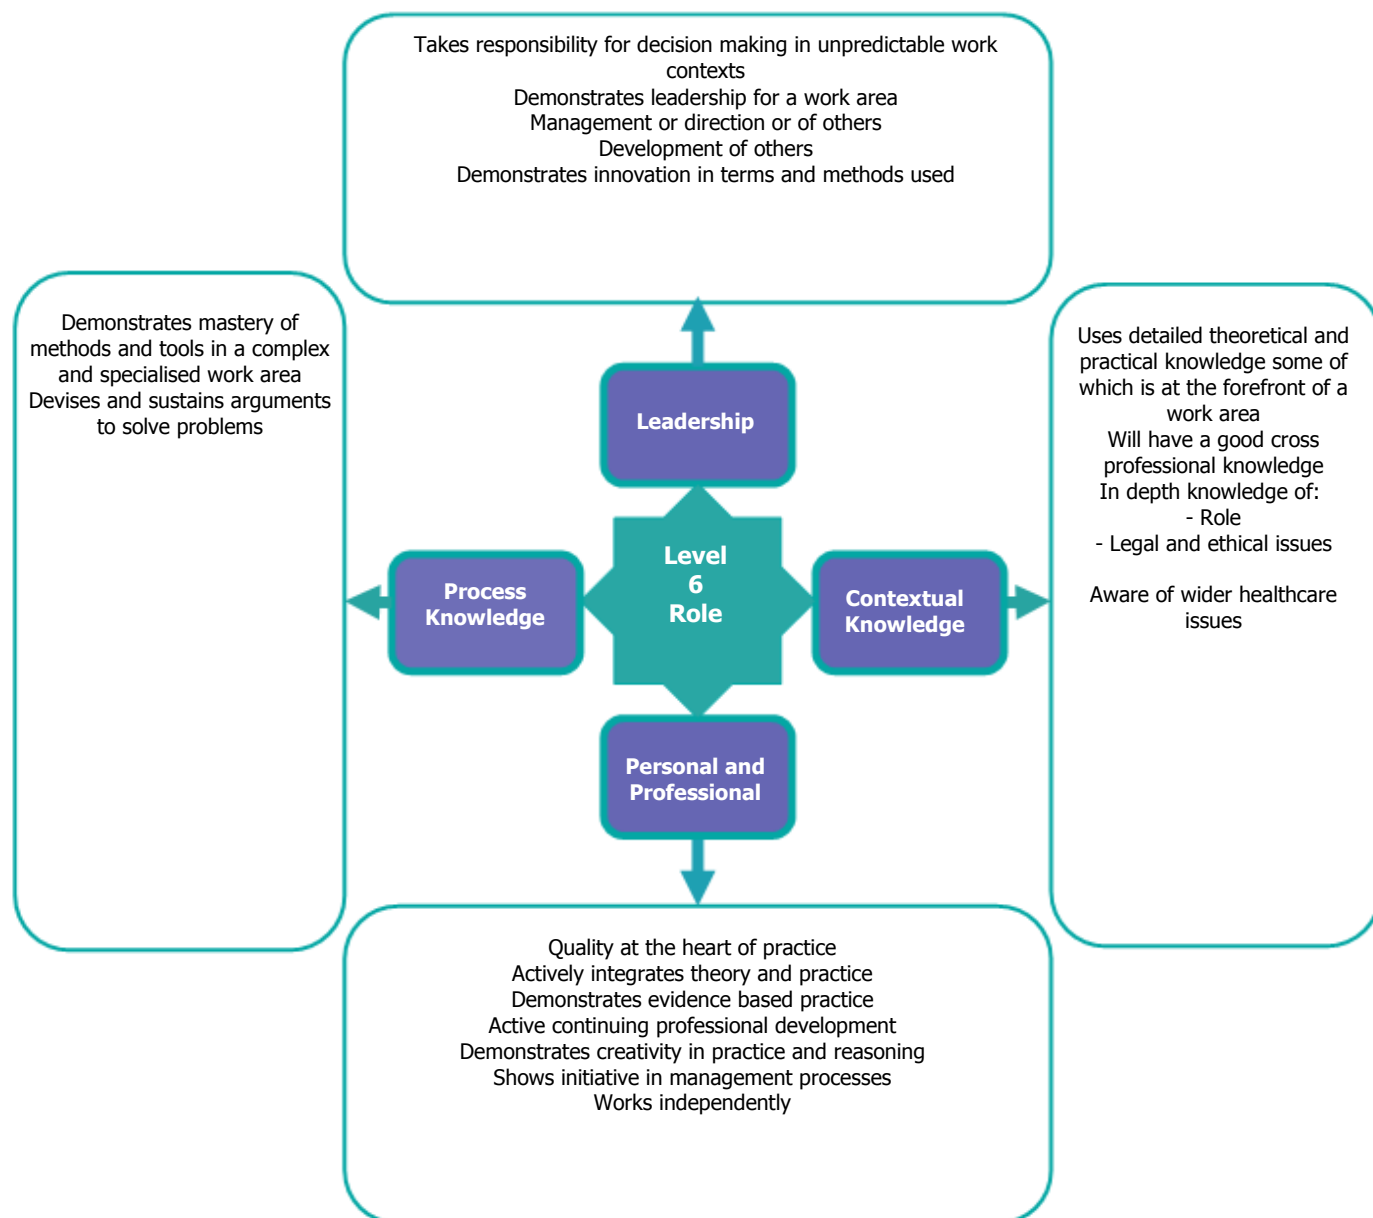 Takes responsibility for decision making in unpredictable work
contexts
Demonstrates leadership for a work area
Management or direction or of others
Development of others
Demonstrates innovation in terms and methods used
Demonstrates mastery of
methods and tools in a complex
and specialised work area
Devises and sustains arguments
to solve problems
Leadership
Process
Knowledge
Level
6
Role
Contextual
Knowledge
Personal and
Professional
Uses detailed theoretical and
practical knowledge some of
which is at the forefront of a
work area
Will have a good cross
professional knowledge
In depth knowledge of:
- Role
- Legal and ethical issues
Aware of wider healthcare
issues
Quality at the heart of practice
Actively integrates theory and practice
Demonstrates evidence based practice
Active continuing professional development
Demonstrates creativity in practice and reasoning
Shows initiative in management processes
Works independently